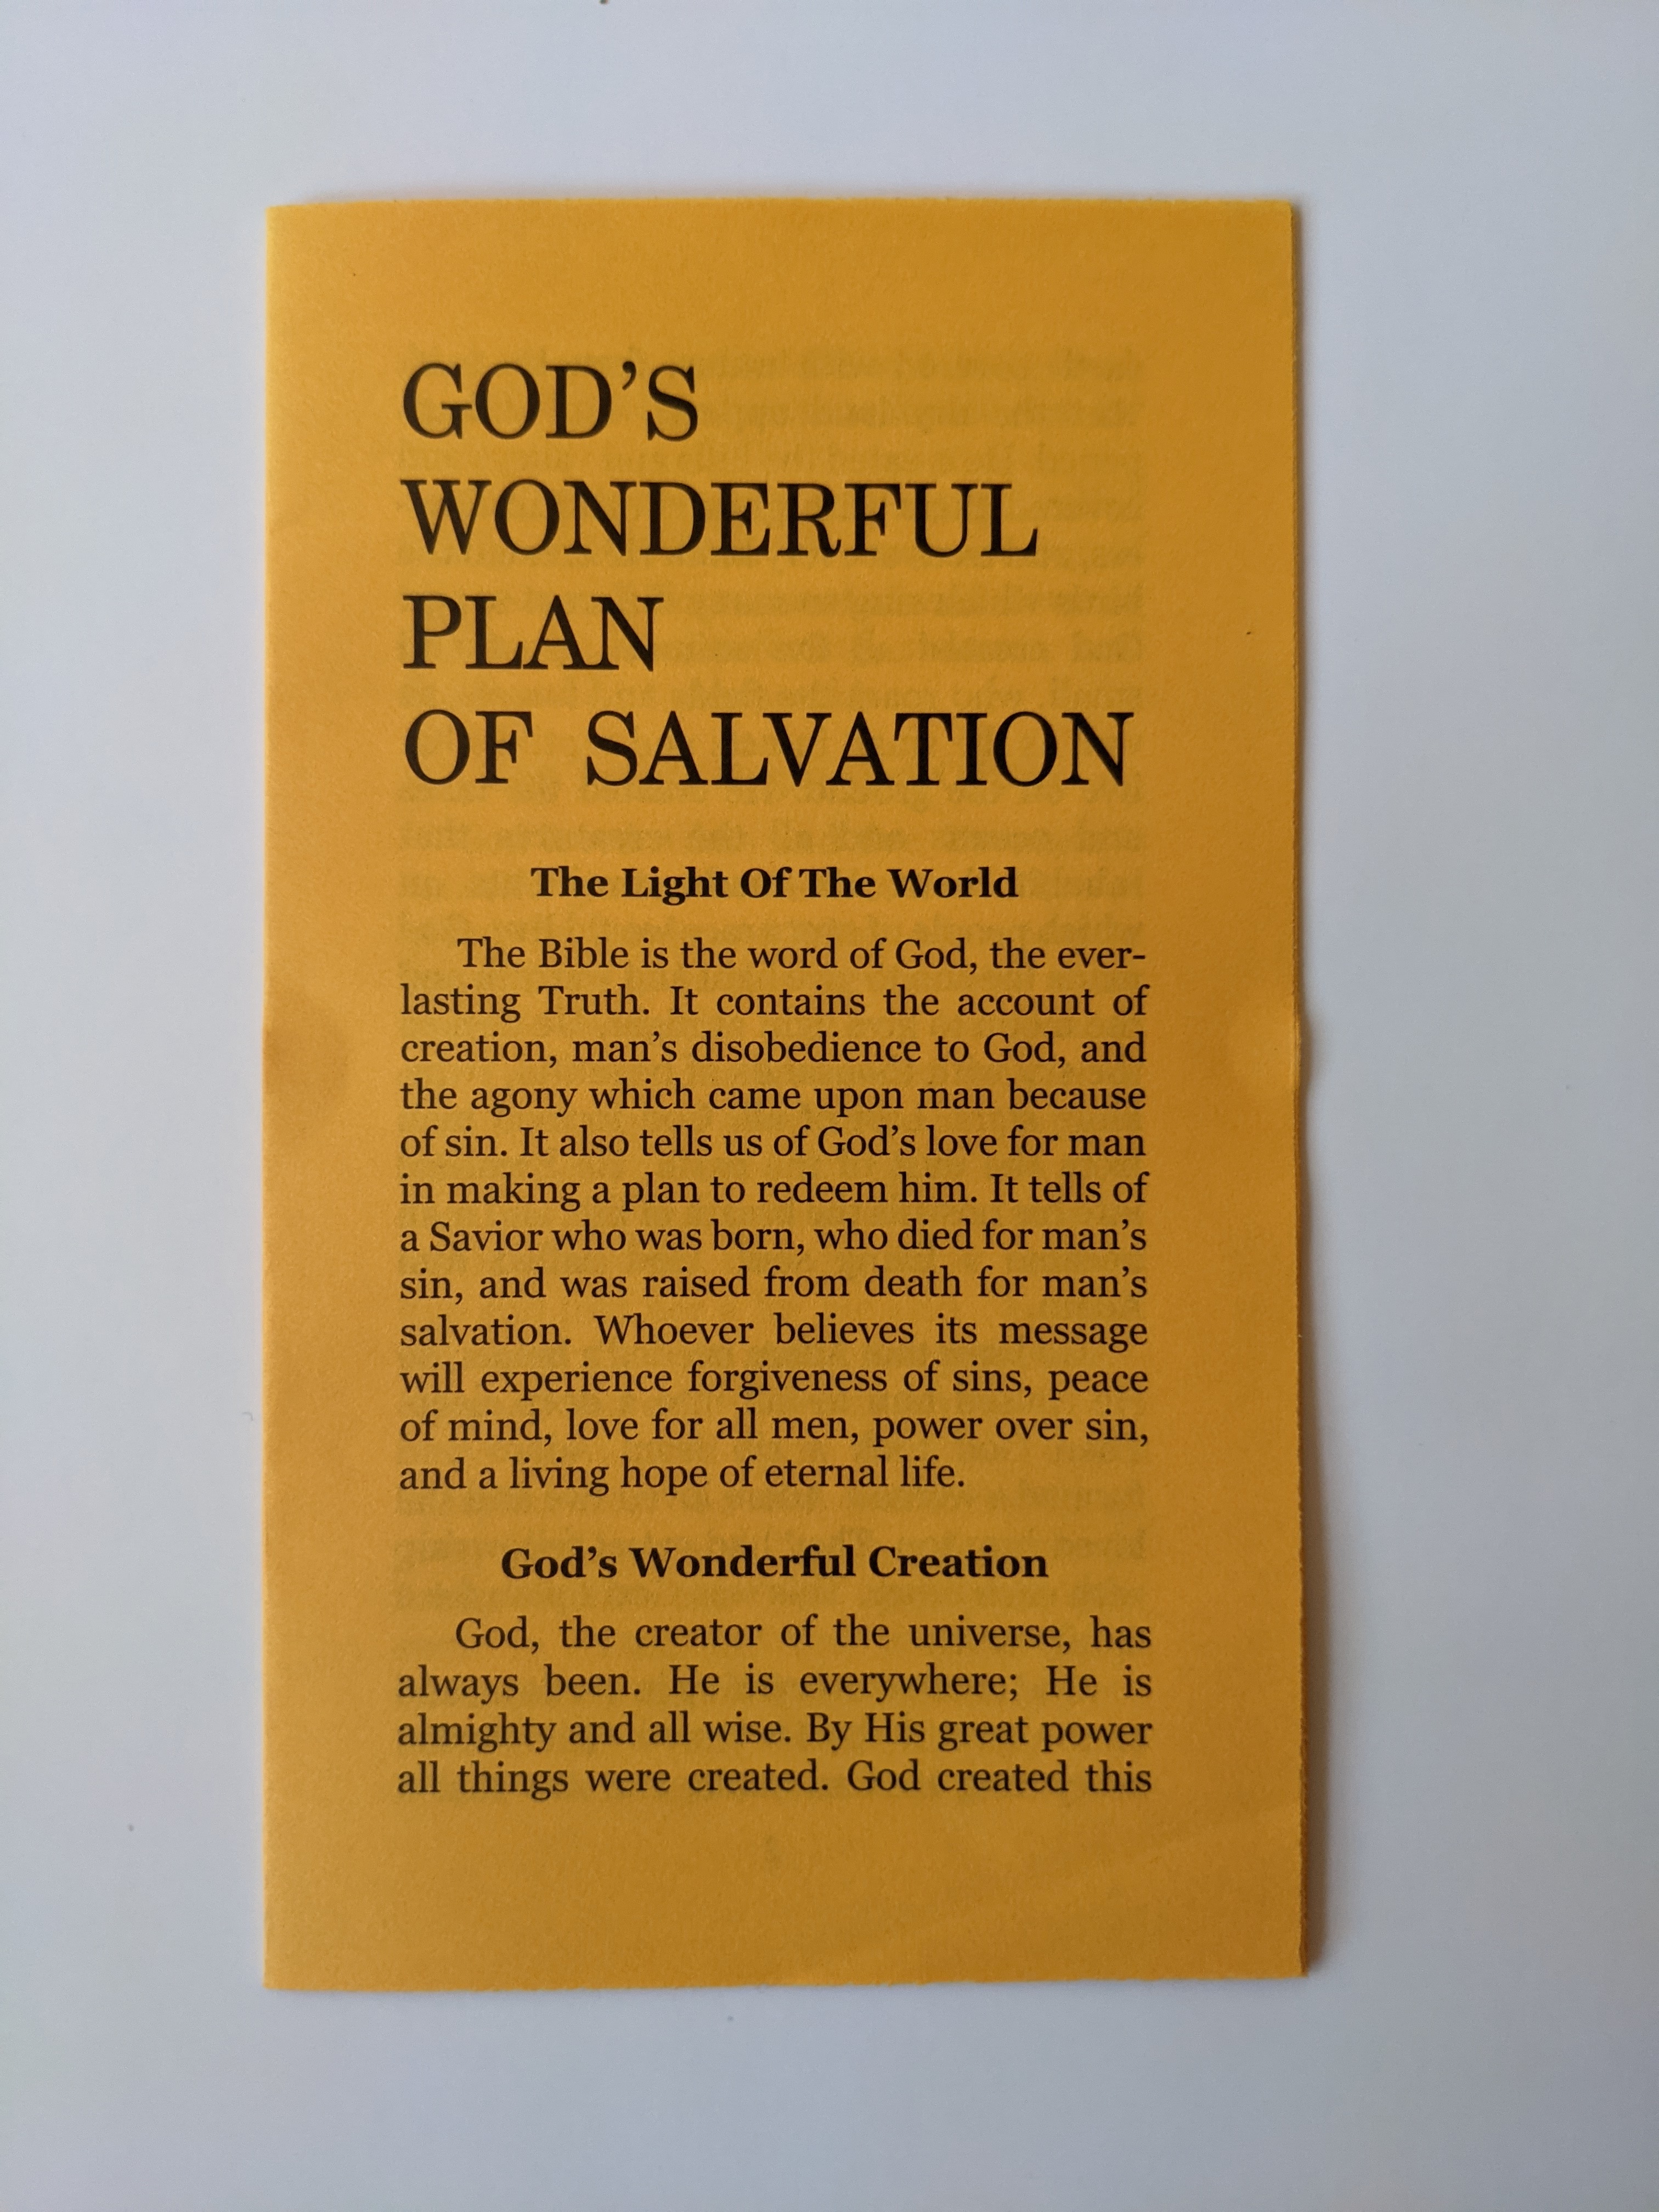 GOD’S
WONDERFUL
PLAN
OF SALVATION
The Light Of The World
The Bible is the word of God, the ever-
lasting Truth. It contains the account of
creation, man’s disobedience to God, and
the agony which came upon man because
of sin. It also tells us of God’s love for man
in making a plan to redeem him. It tells of
a Savior who was born, who died for man’s
sin, and was raised from death for man’s
salvation. Whoever believes its message
will experience forgiveness of sins, peace
of mind, love for all men, power over sin,
and a living hope of eternal life.
God’s Wonderful Creation
God, the creator of the universe, has
always been. He is everywhere; He is
almighty and all wise. By His great power
all things were created. God created this